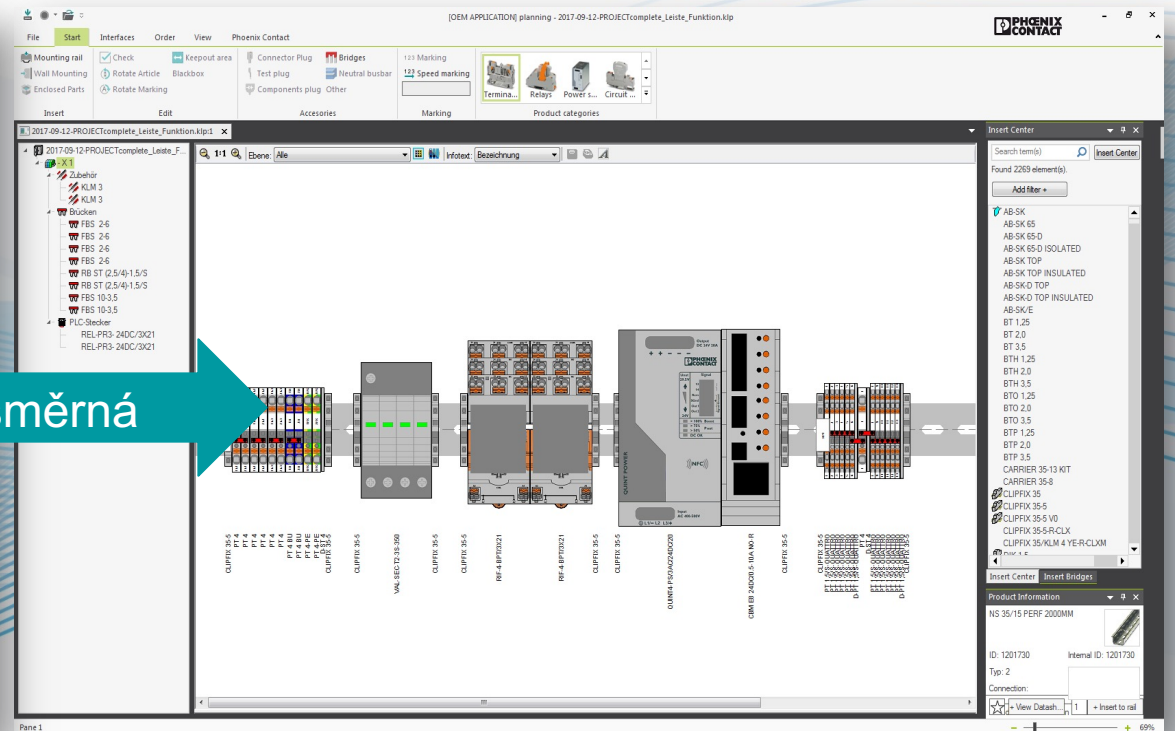 [OEM APPLICATION] planning - 2017-09-12-PROJECTcomplete_Leiste_Funktion.klp
PHŒNIX
CONTACT
File Start Interfaces Order View Phoenix Contact
Mounting rail Check Keepout area Connector Plug Bridges 123 Marking
Wall Mounting Rotate Article Blackbox Test plug Neutral busbar 123 Speed marking
Enclosed Parts Rotate Marking Components plug Other
Termina... Relays Power s... Circuit ...
Insert Edit Accesories Marking Product categories
2017-09-12-PROJECTcomplete_Leiste_Funktion.klp:1 x
2017-09-12-PROJECTcomplete_Leiste_F...
- X 1
Zubehör
KLM 3
KLM 3
Brücken
FBS 2-6
FBS 2-6
FBS 2-6
FBS 2-6
RB ST (2,5/4)-1,5/S
RB ST (2,5/4)-1,5/S
FBS 10-3,5
FBS 10-3,5
PLC-Stecker
REL-PR3- 24DC/3X21
REL-PR3- 24DC/3X21
1:1 Ebene: Alle Infotext: Bezeichnung
směrná
PHŒNIX
CONTACT
QUINT POWER
NFC
CLIPFIX 35-5
PT 4
PT 4
PT 4
PT 4
PT 4
PT 4 BU
PT 4 BU
PT 4-PE
PT 4-PE
D-ST 4
CLIPFIX 35-5
CLIPFIX 35-5
VAL-SEC-T2-3S-350
CLIPFIX 35-5
CLIPFIX 35-5
RIF-4-BPT/3X21
RIF-4-BPT/3X21
CLIPFIX 35-5
CLIPFIX 35-5
QUINT4-PS/3AC/24DC/20
CBM E8 24DC/0.5-10A NO-R
CLIPFIX 35-5
CLIPFIX 35-5
Insert Center
Search term(s) Insert Center
Found 2269 element(s).
Add filter +
AB-SK
AB-SK 65
AB-SK 65-D
AB-SK 65-D ISOLATED
AB-SK TOP
AB-SK TOP INSULATED
AB-SK-D TOP
AB-SK-D TOP INSULATED
AB-SK/E
BT 1,25
BT 2,0
BT 3,5
BTH 1,25
BTH 2,0
BTH 3,5
BTO 1,25
BTO 2,0
BTO 3,5
BTP 1,25
BTP 2,0
BTP 3,5
CARRIER 35-13 KIT
CARRIER 35-8
CLIPFIX 35
CLIPFIX 35-5
CLIPFIX 35-5 V0
CLIPFIX 35-5-R-CLX
CLIPFIX 35/KLM 4 YE-R-CLXM
DIK 1,5
Insert Center Insert Bridges
Product Information
NS 35/15 PERF 2000MM
ID: 1201730 Internal ID: 1201730
Typ: 2
Connection:
+ View Datash... 1 + Insert to rail
Pane 1
69%